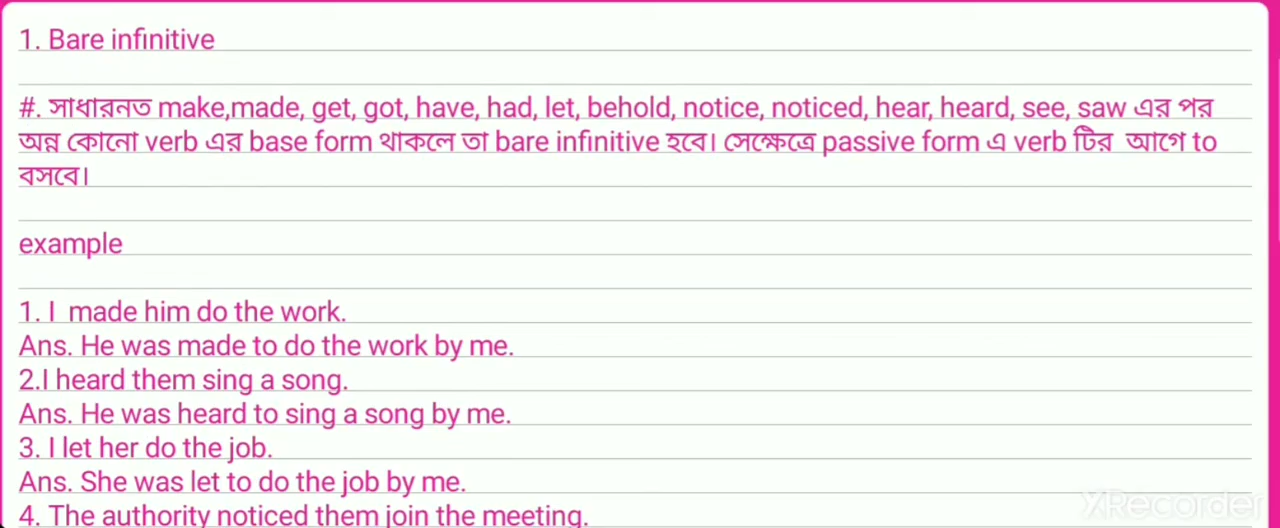 1. Bare infinitive
#. সাধারনত make,made, get, got, have, had, let, behold, notice, noticed, hear, heard, see, saw এর পর
অন্ন কোনো verb এর base form থাকলে তা bare infinitive হবে। সেক্ষেত্রে passive form এ verb টির আগে to
বসবে।
example
1. I made him do the work.
Ans. He was made to do the work by me.
2.I heard them sing a song.
Ans. He was heard to sing a song by me.
3. I let her do the job.
Ans. She was let to do the job by me.
4. The authority noticed them join the meeting.
XRecorder